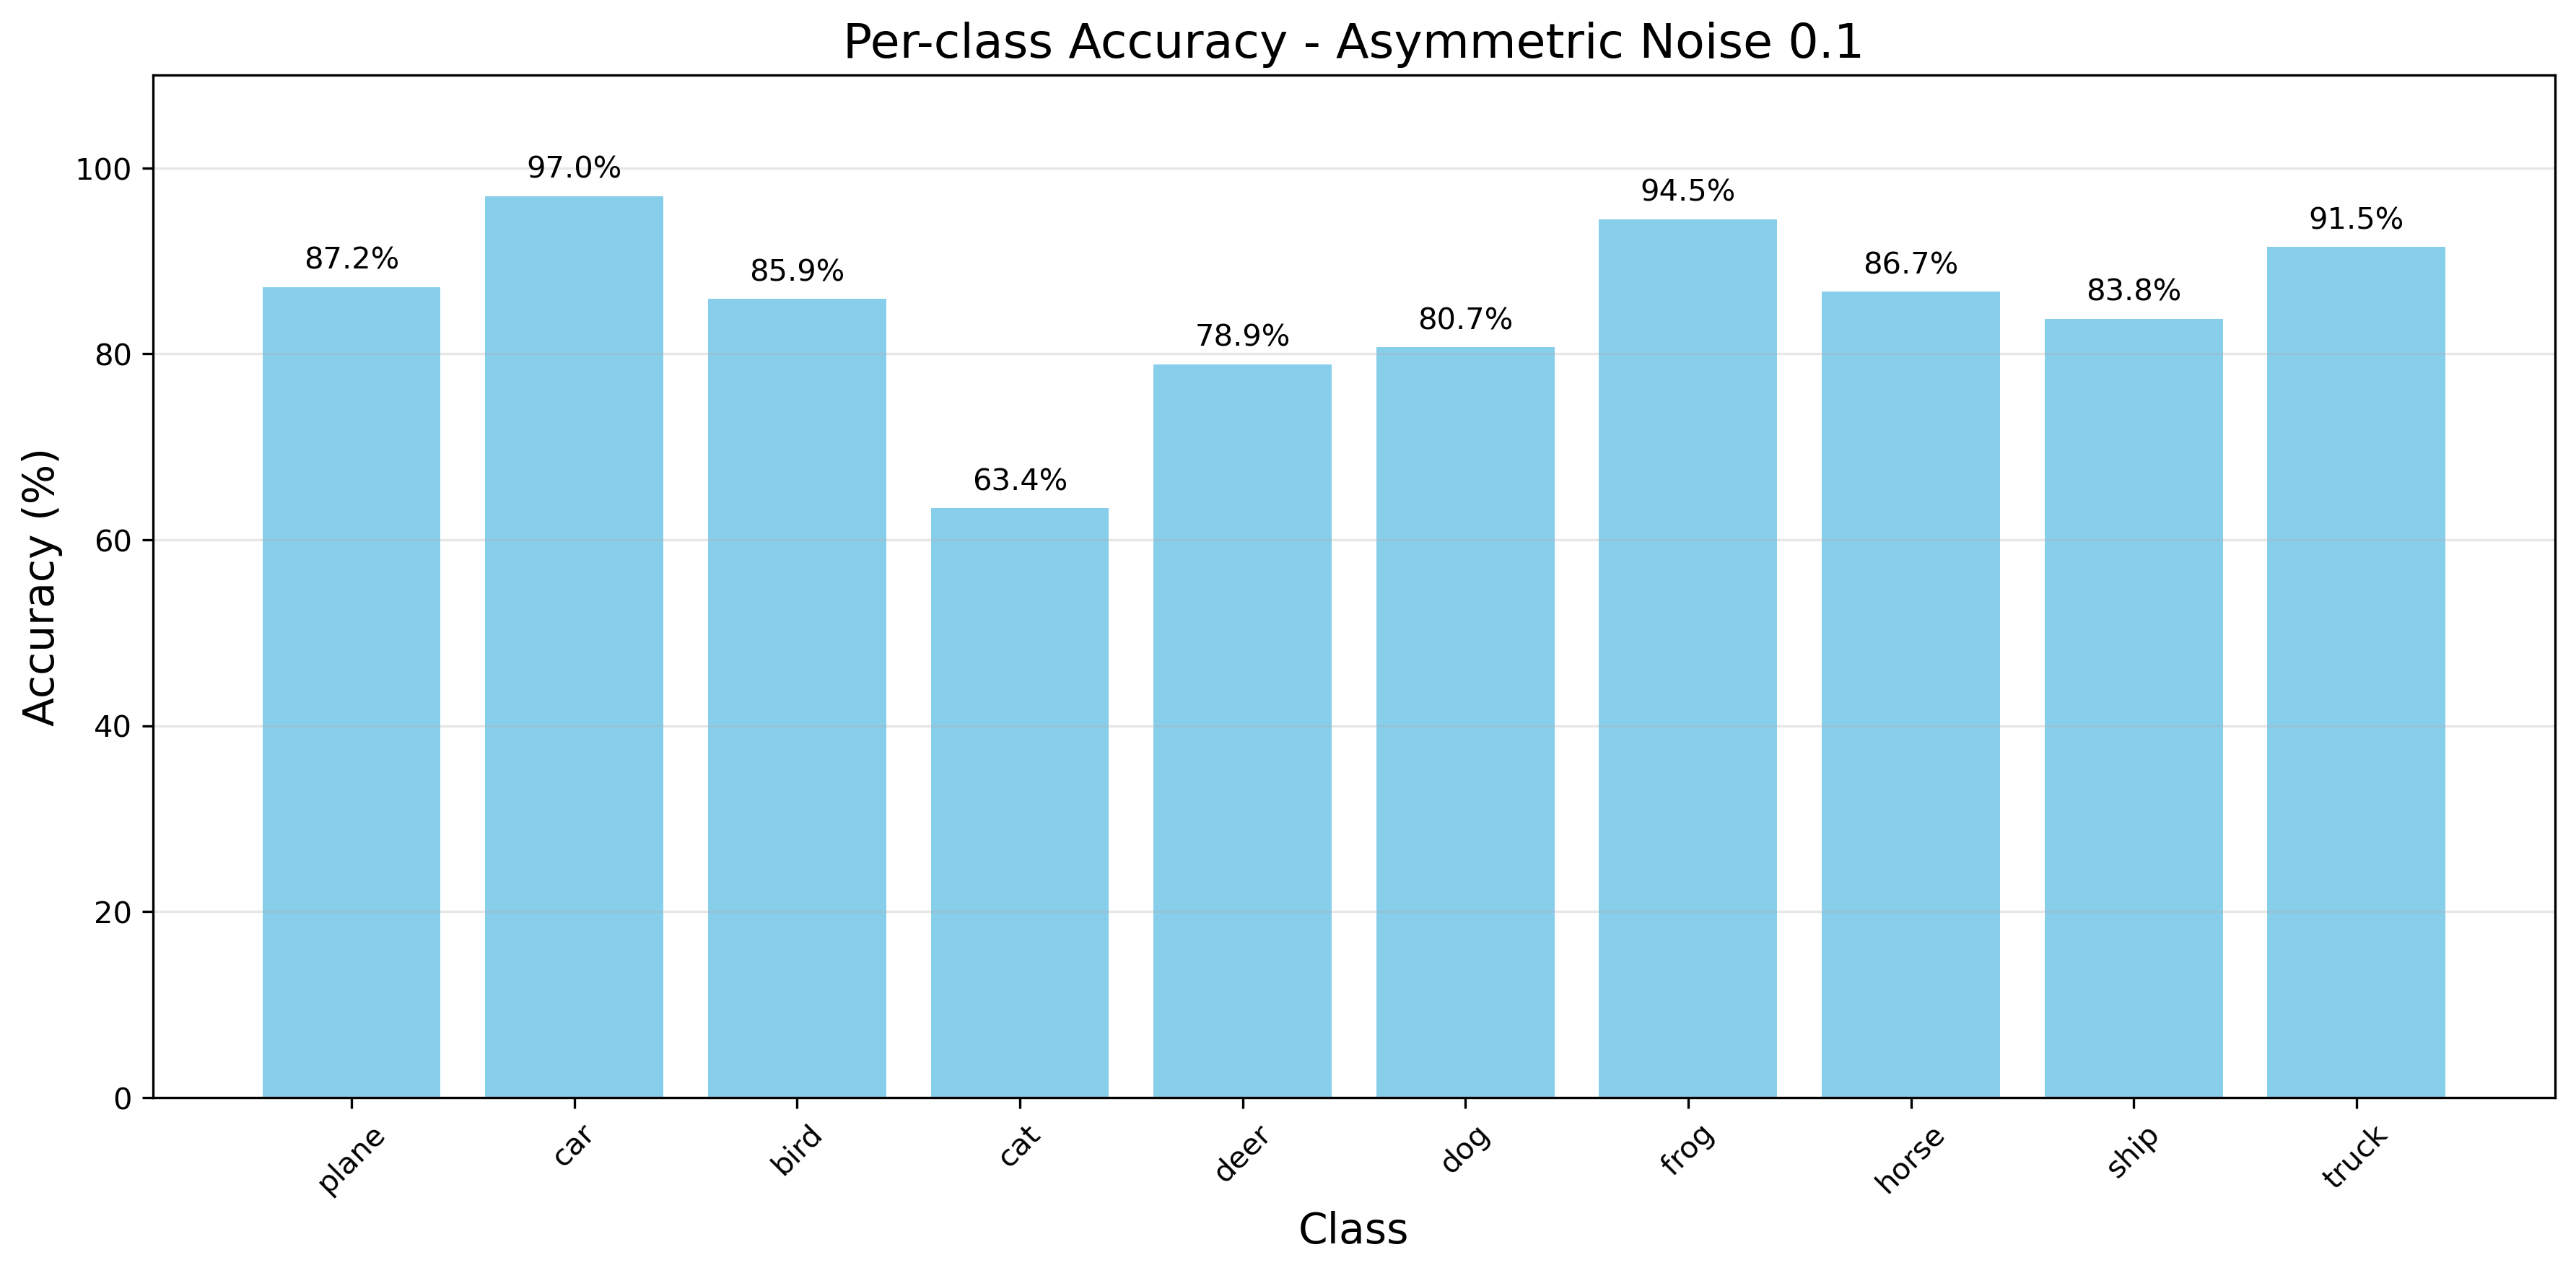 Per-class Accuracy - Asymmetric Noise 0.1
Accuracy (%)
100
80
60
40
20
0
87.2%
97.0%
85.9%
63.4%
78.9%
80.7%
94.5%
86.7%
83.8%
91.5%
plane
car
bird
cat
deer
dog
frog
horse
ship
truck
Class